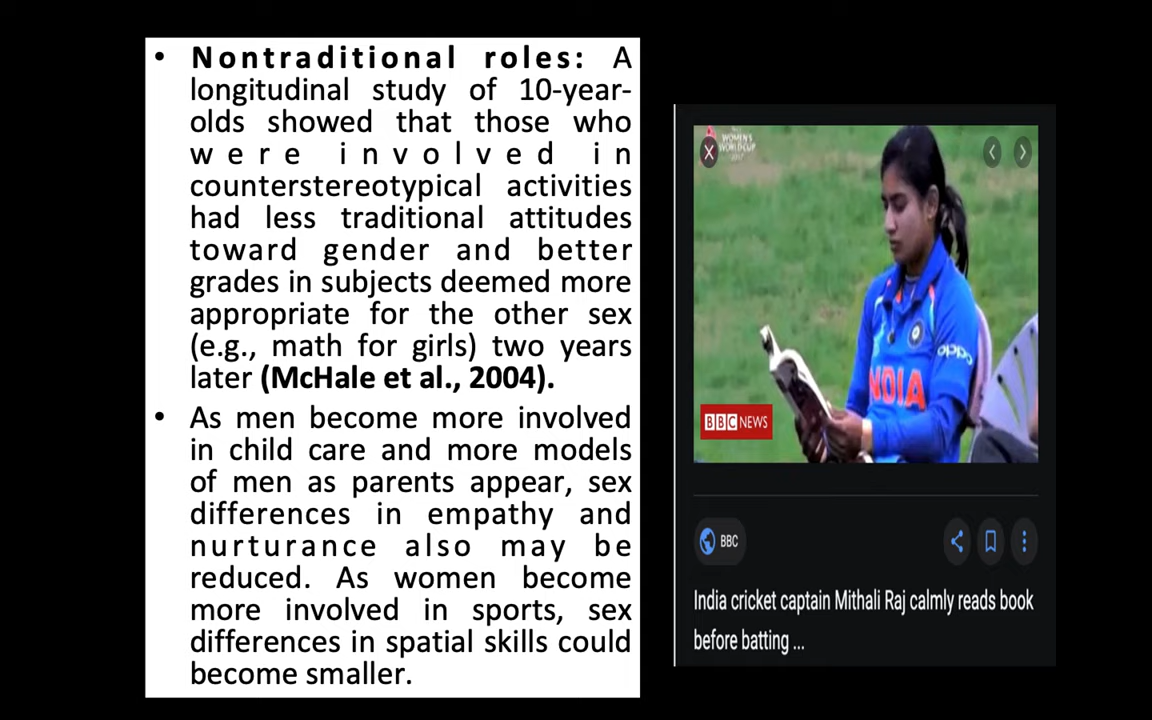 • Nontraditional roles: A
longitudinal study of 10-year-
olds showed that those who
were involved in
counterstereotypical activities
had less traditional attitudes
toward gender and better
grades in subjects deemed more
appropriate for the other sex
(e.g., math for girls) two years
later (McHale et al., 2004).
• As men become more involved
in child care and more models
of men as parents appear, sex
differences in empathy and
nurturance also may be
reduced. As women become
more involved in sports, sex
differences in spatial skills could
become smaller.
WOMEN'S
WORLD CUP
2017
oppo
INDIA
BBC NEWS
BBC
India cricket captain Mithali Raj calmly reads book
before batting ...